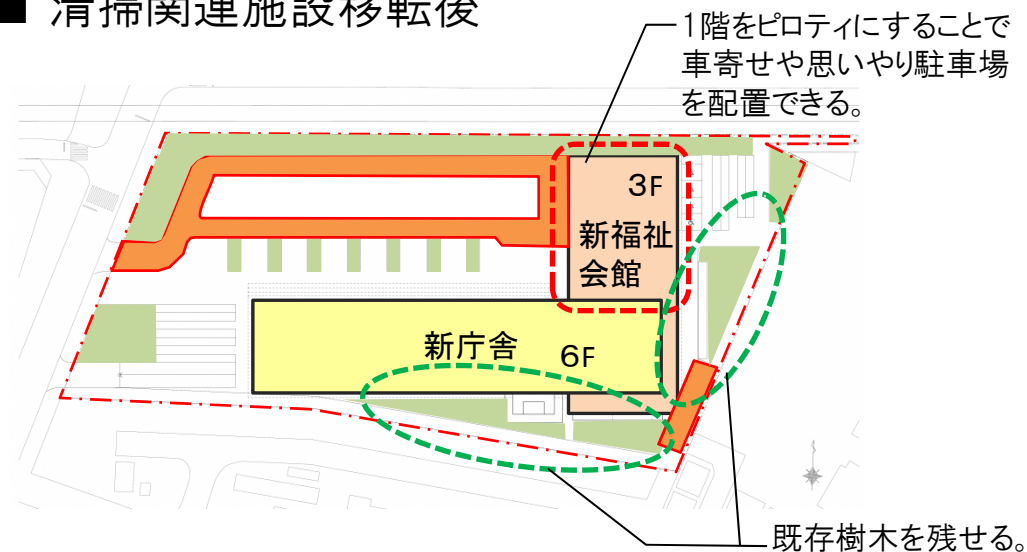 ■ 清掃関連施設移転後
1階をピロティにすることで
車寄せや思いやり駐車場
を配置できる。
3F
新福祉
会館
新庁舎 6F
既存樹木を残せる。